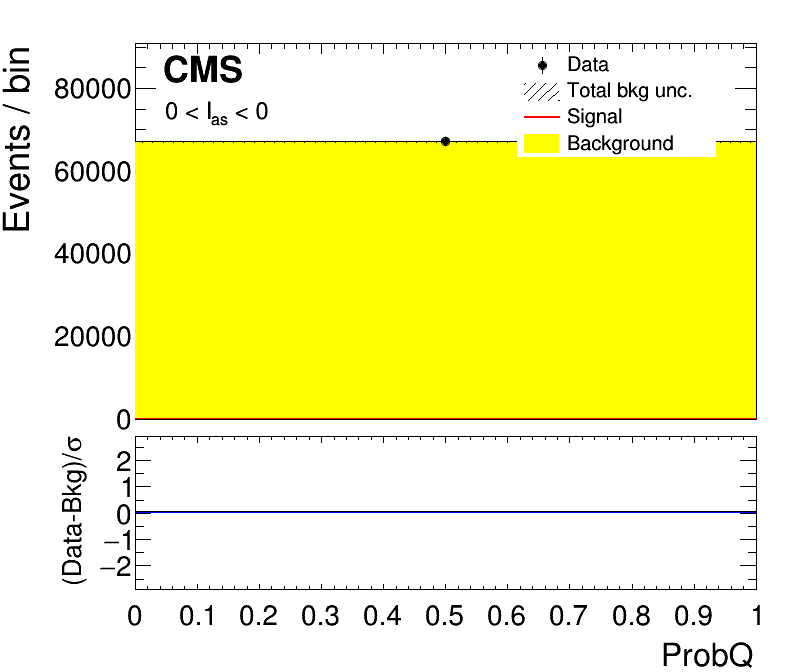 CMS
0 < Ias < 0
Data
Total bkg unc.
Signal
Background
Events / bin
80000
60000
40000
20000
0
(Data-Bkg)/σ
2
1
0
−1
−2
0 0.1 0.2 0.3 0.4 0.5 0.6 0.7 0.8 0.9 1
ProbQ